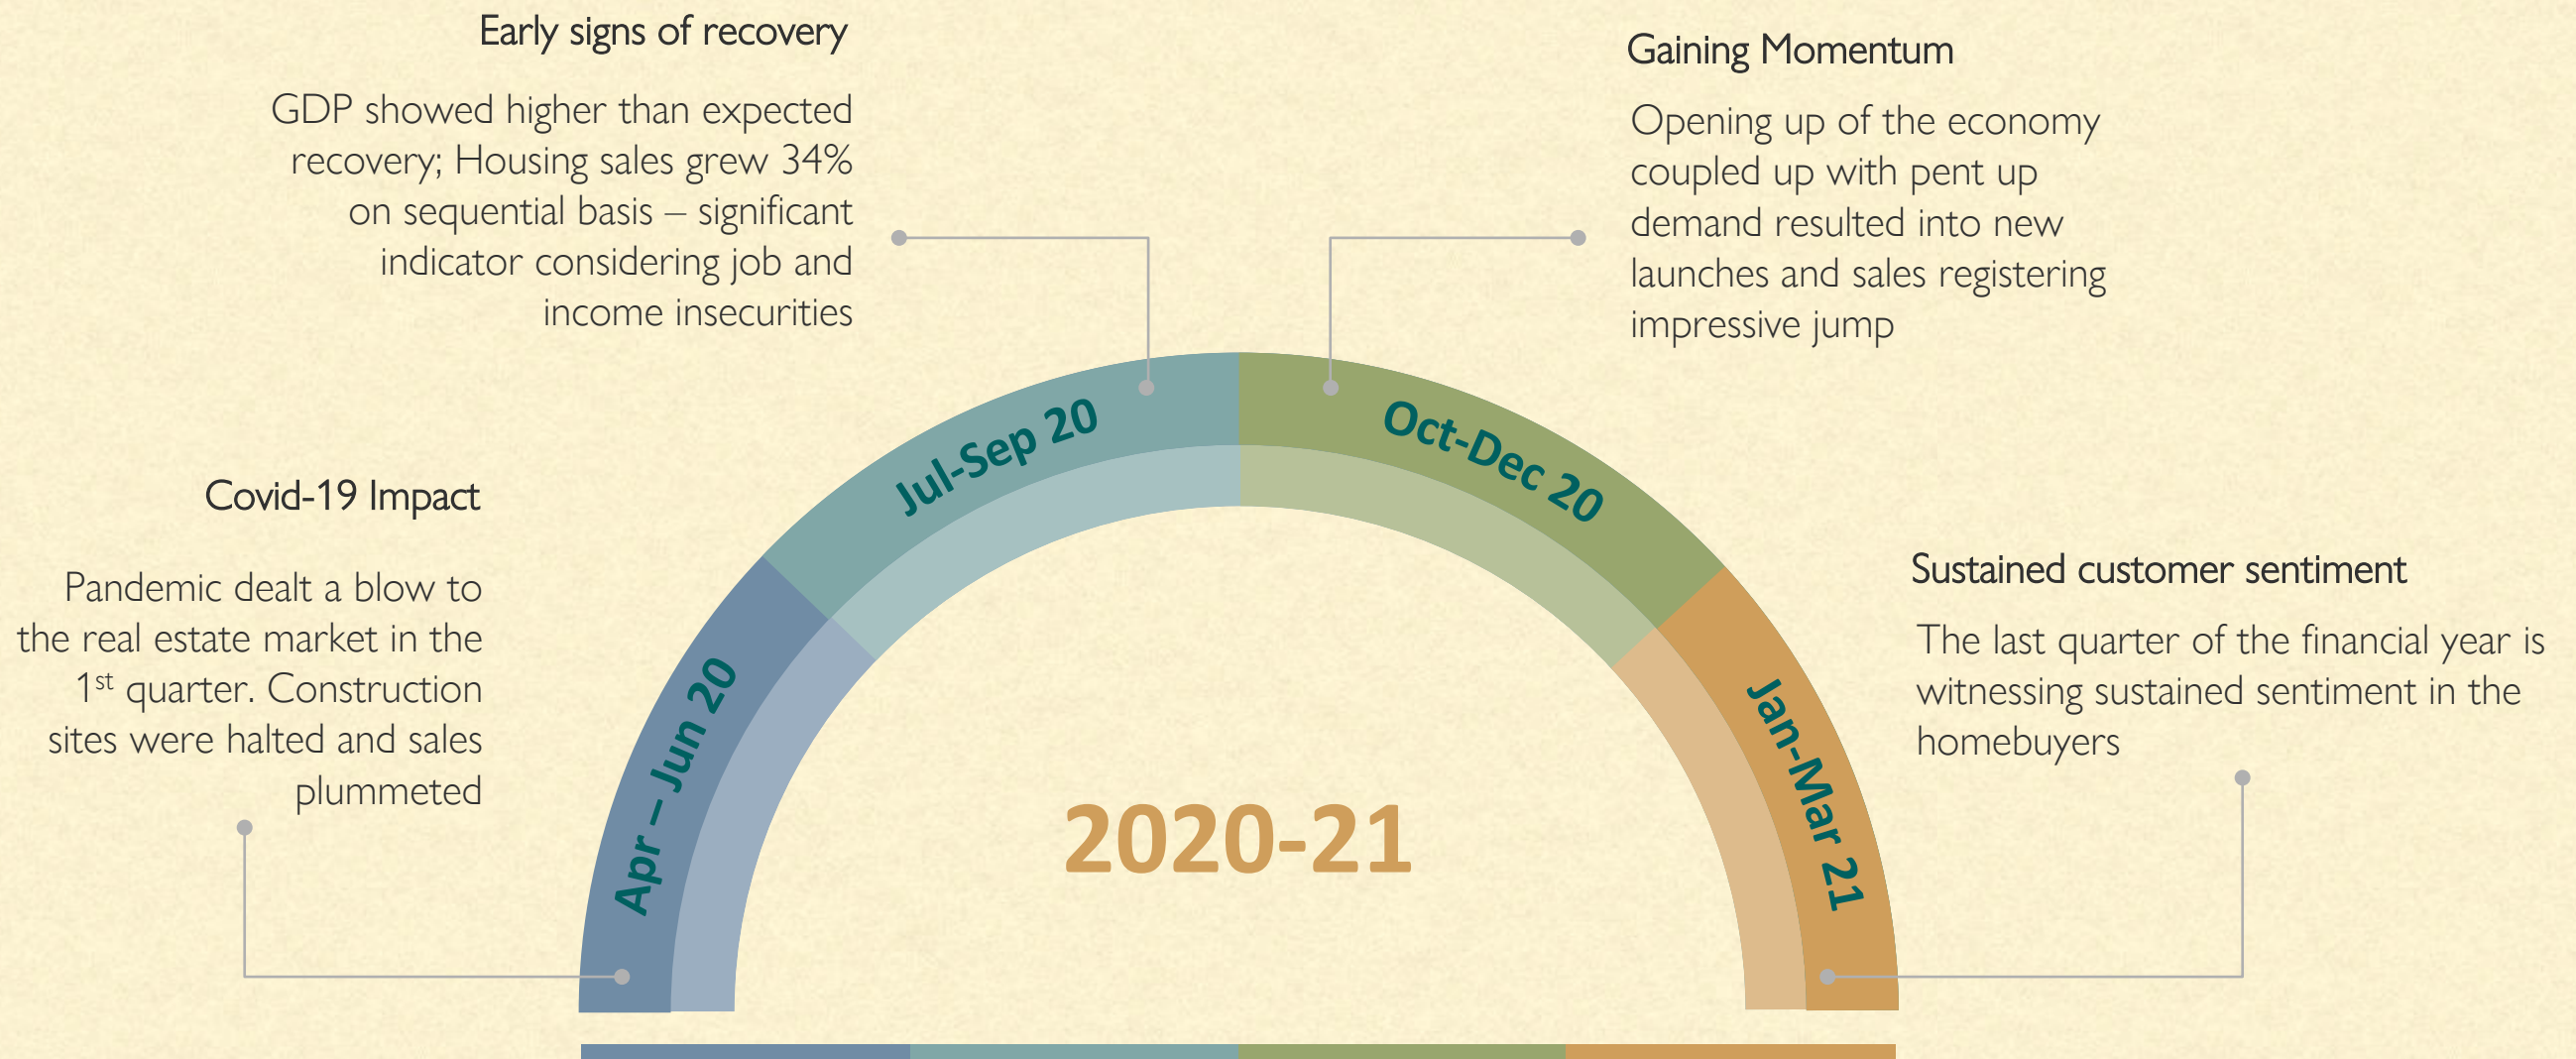 Early signs of recovery
GDP showed higher than expected
recovery; Housing sales grew 34%
on sequential basis – significant
indicator considering job and
income insecurities
Gaining Momentum
Opening up of the economy
coupled up with pent up
demand resulted into new
launches and sales registering
impressive jump
Covid-19 Impact
Pandemic dealt a blow to
the real estate market in the
1st quarter. Construction
sites were halted and sales
plummeted
Apr – Jun 20
Jul-Sep 20
Oct-Dec 20
Jan-Mar 21
2020-21
Sustained customer sentiment
The last quarter of the financial year is
witnessing sustained sentiment in the
homebuyers